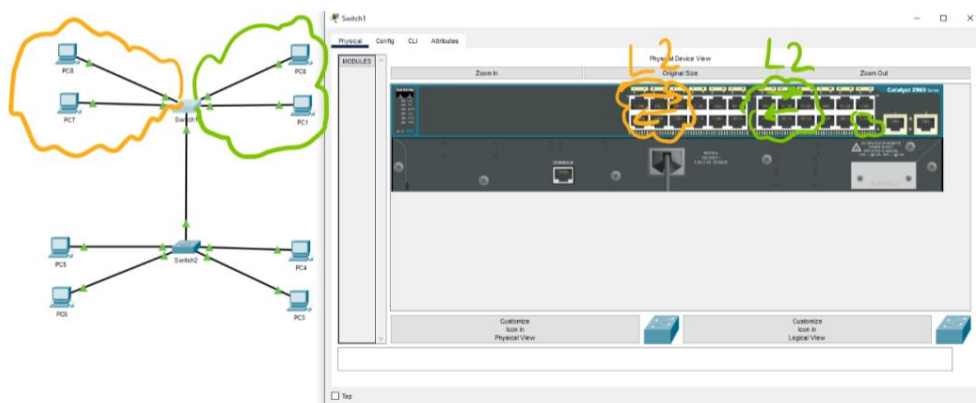 Switch1
Physical Config CLI Attributes
MODULES
Physical Device View
Zoom In
Original Size
Zoom Out
L2
L2
Catalyst 2960 Series
CONSOLE
PC8
PC7
PC1
Switch1
PC5
PC4
Switch2
PC3
Customize
Icon in
Physical View
Customize
Icon in
Logical View
Top